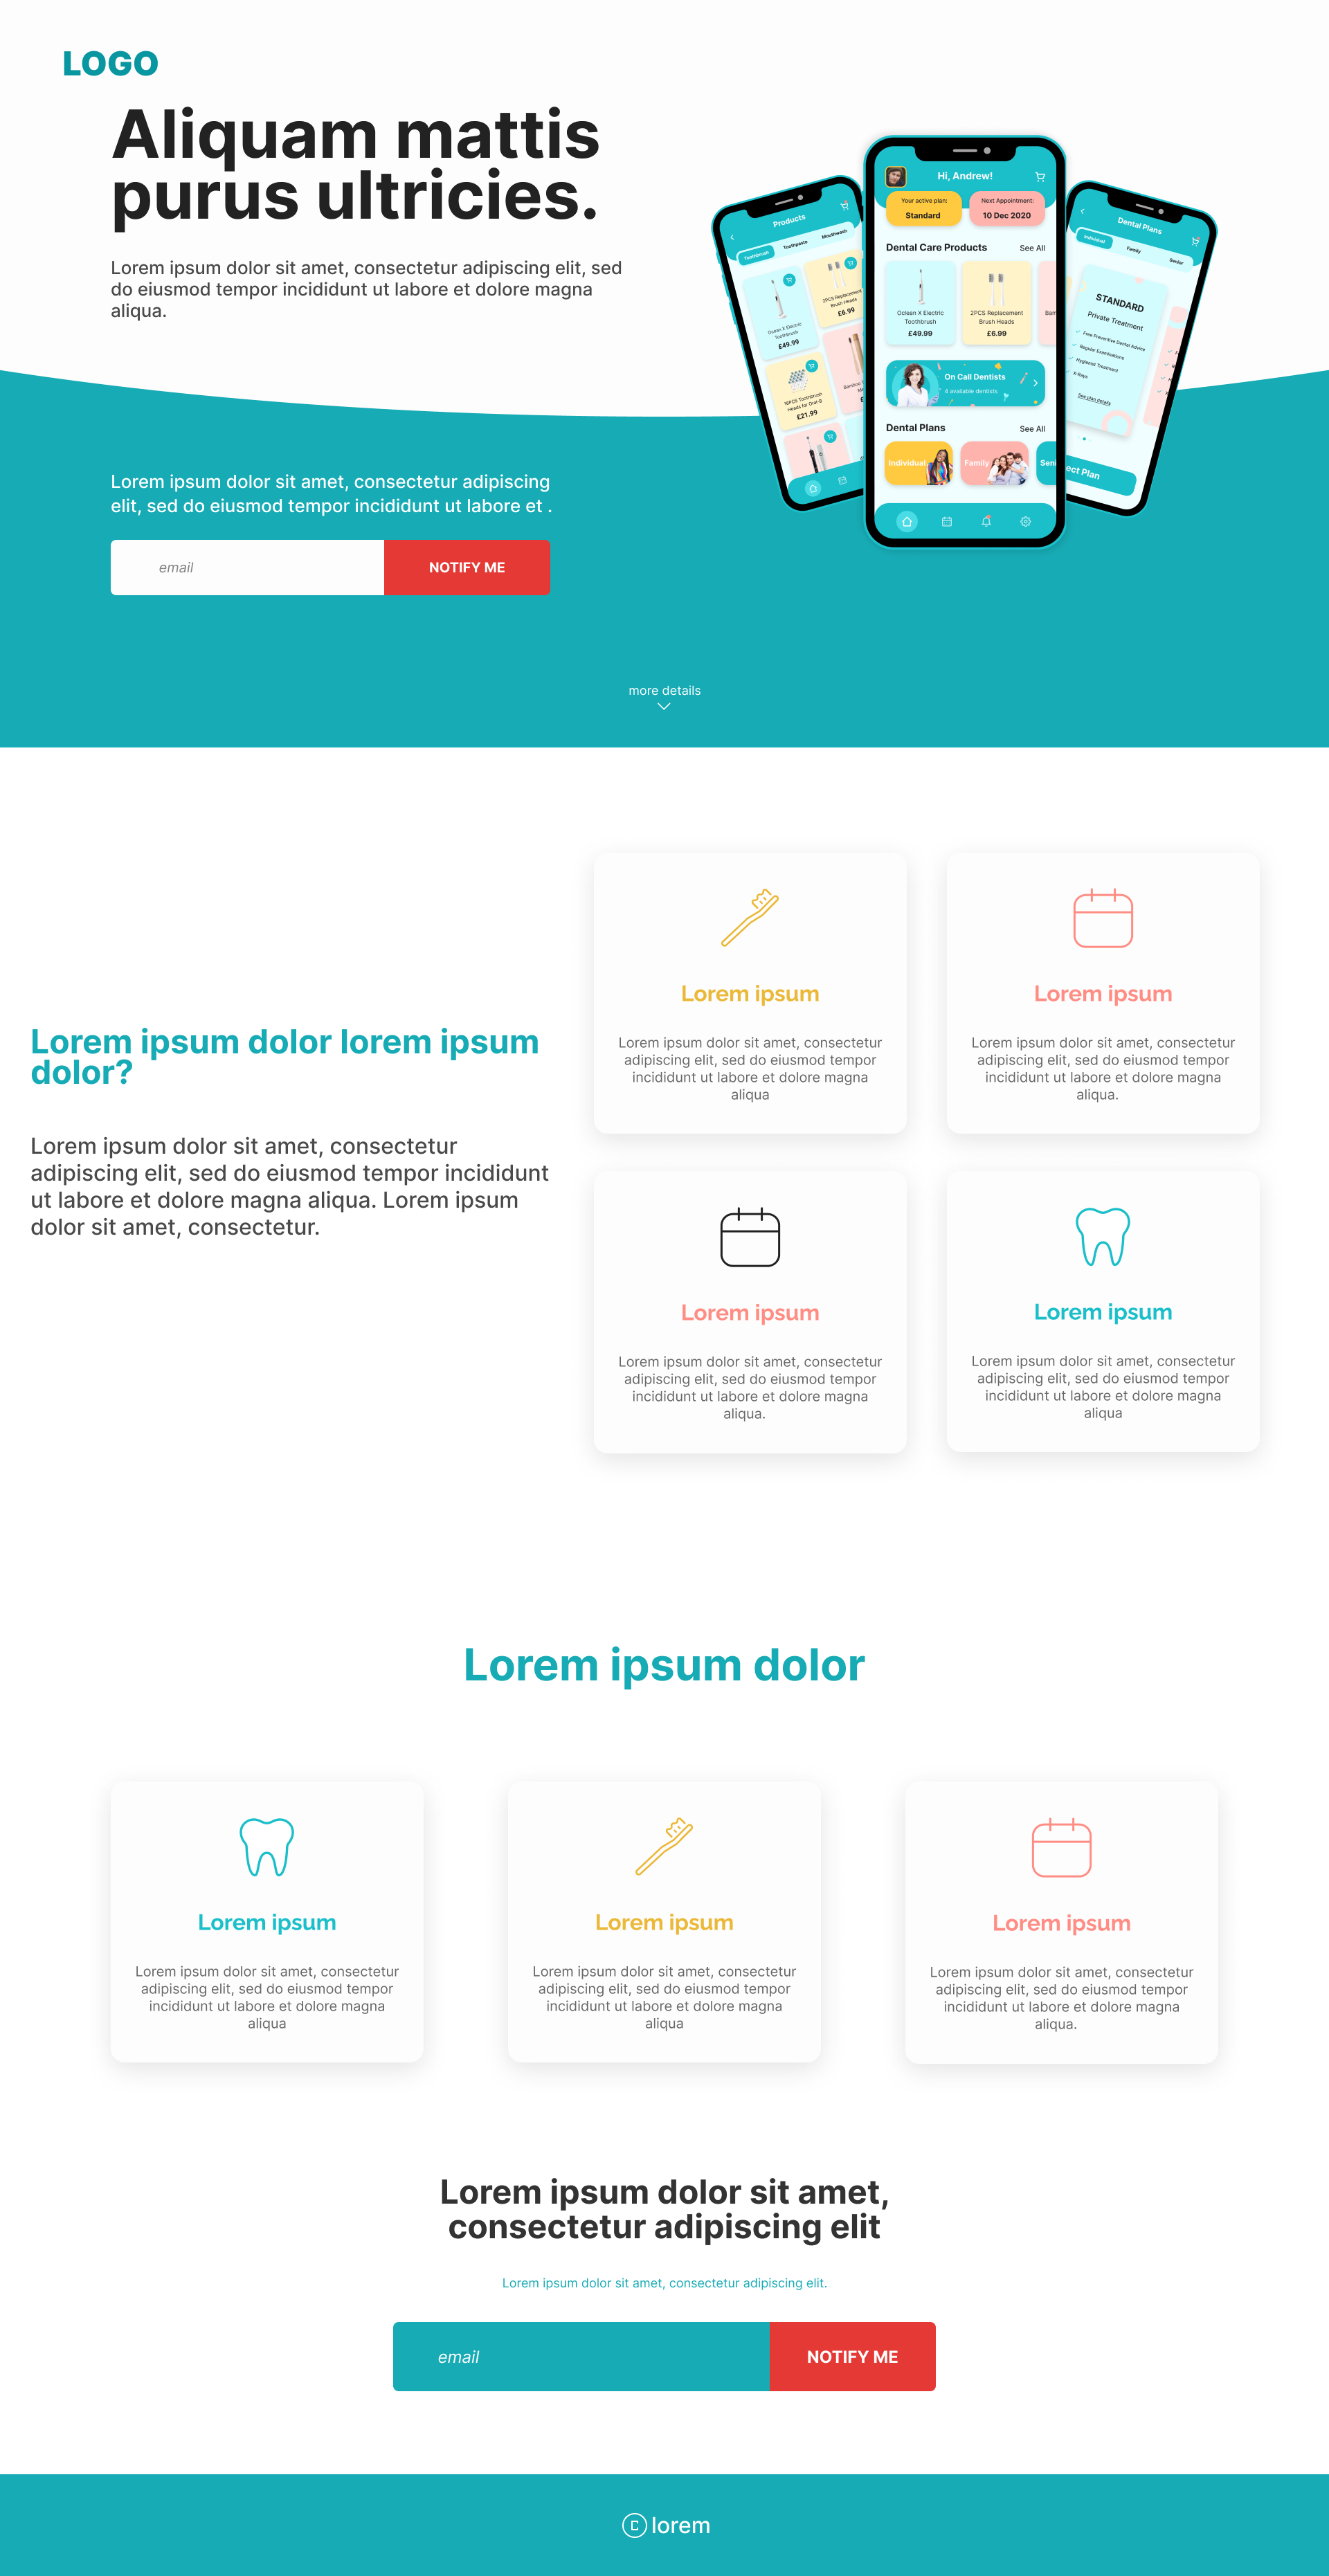 LOGO
Aliquam mattis
purus ultricies.
Lorem ipsum dolor sit amet, consectetur adipiscing elit, sed
do eiusmod tempor incididunt ut labore et dolore magna
aliqua.
Lorem ipsum dolor sit amet, consectetur adipiscing
elit, sed do eiusmod tempor incididunt ut labore et .
email
NOTIFY ME
Products
Toothbrush
Toothpaste
Mouthwash
Oclean X Electric
Toothbrush
£49.99
2PCS Replacement
Brush Heads
£6.99
16PCS Toothbrush
Heads for Oral-B
£21.99
Bamboo
Hi, Andrew!
Your active plan:
Standard
Next Appointment:
10 Dec 2020
Dental Care Products
See All
Oclean X Electric
Toothbrush
£49.99
2PCS Replacement
Brush Heads
£6.99
Bam
On Call Dentists
4 available dentists
Dental Plans
See All
Individual
Family
Seni
Dental Plans
Individual
Family
Senior
STANDARD
Private Treatment
Free Preventive Dental Advice
Regular Examinations
Hygienist Treatment
X-Rays
See plan details
ect Plan
more details
Lorem ipsum dolor lorem ipsum
dolor?
Lorem ipsum dolor sit amet, consectetur
adipiscing elit, sed do eiusmod tempor incididunt
ut labore et dolore magna aliqua. Lorem ipsum
dolor sit amet, consectetur.
Lorem ipsum
Lorem ipsum dolor sit amet, consectetur
adipiscing elit, sed do eiusmod tempor
incididunt ut labore et dolore magna
aliqua
Lorem ipsum
Lorem ipsum dolor sit amet, consectetur
adipiscing elit, sed do eiusmod tempor
incididunt ut labore et dolore magna
aliqua.
Lorem ipsum
Lorem ipsum dolor sit amet, consectetur
adipiscing elit, sed do eiusmod tempor
incididunt ut labore et dolore magna
aliqua.
Lorem ipsum
Lorem ipsum dolor sit amet, consectetur
adipiscing elit, sed do eiusmod tempor
incididunt ut labore et dolore magna
aliqua
Lorem ipsum dolor
Lorem ipsum
Lorem ipsum dolor sit amet, consectetur
adipiscing elit, sed do eiusmod tempor
incididunt ut labore et dolore magna
aliqua
Lorem ipsum
Lorem ipsum dolor sit amet, consectetur
adipiscing elit, sed do eiusmod tempor
incididunt ut labore et dolore magna
aliqua
Lorem ipsum
Lorem ipsum dolor sit amet, consectetur
adipiscing elit, sed do eiusmod tempor
incididunt ut labore et dolore magna
aliqua.
Lorem ipsum dolor sit amet,
consectetur adipiscing elit
Lorem ipsum dolor sit amet, consectetur adipiscing elit.
email
NOTIFY ME
lorem